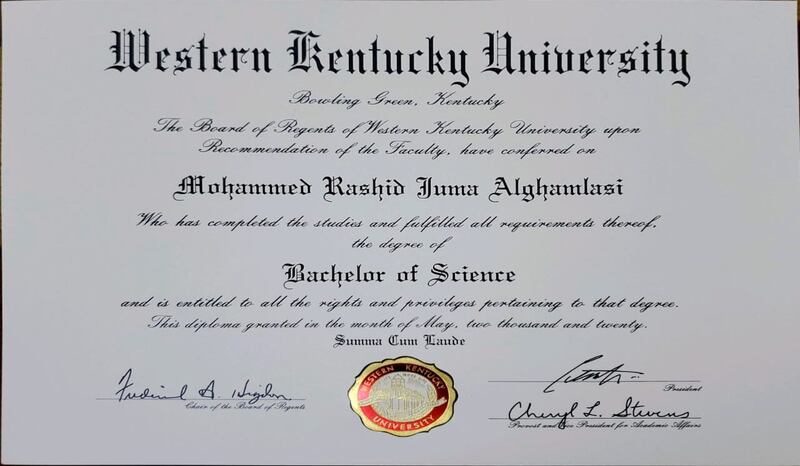 Western Kentucky University
Bowling Green, Kentucky
The Board of Regents of Western Kentucky University upon
Recommendation of the Faculty, have conferred on
Mohammed Rashid Juma Alghamlasi
Who has completed the studies and fulfilled all requirements thereof,
the degree of
Bachelor of Science
and is entitled to all the rights and privileges pertaining to that degree.
This diploma granted in the month of May, two thousand and twenty.
Summa Cum Laude
Frederick A. Higdon
Chair of the Board of Regents
WESTERN KENTUCKY
UNIVERSITY
President
Cheryl L. Stevens
Provost and Vice President for Academic Affairs